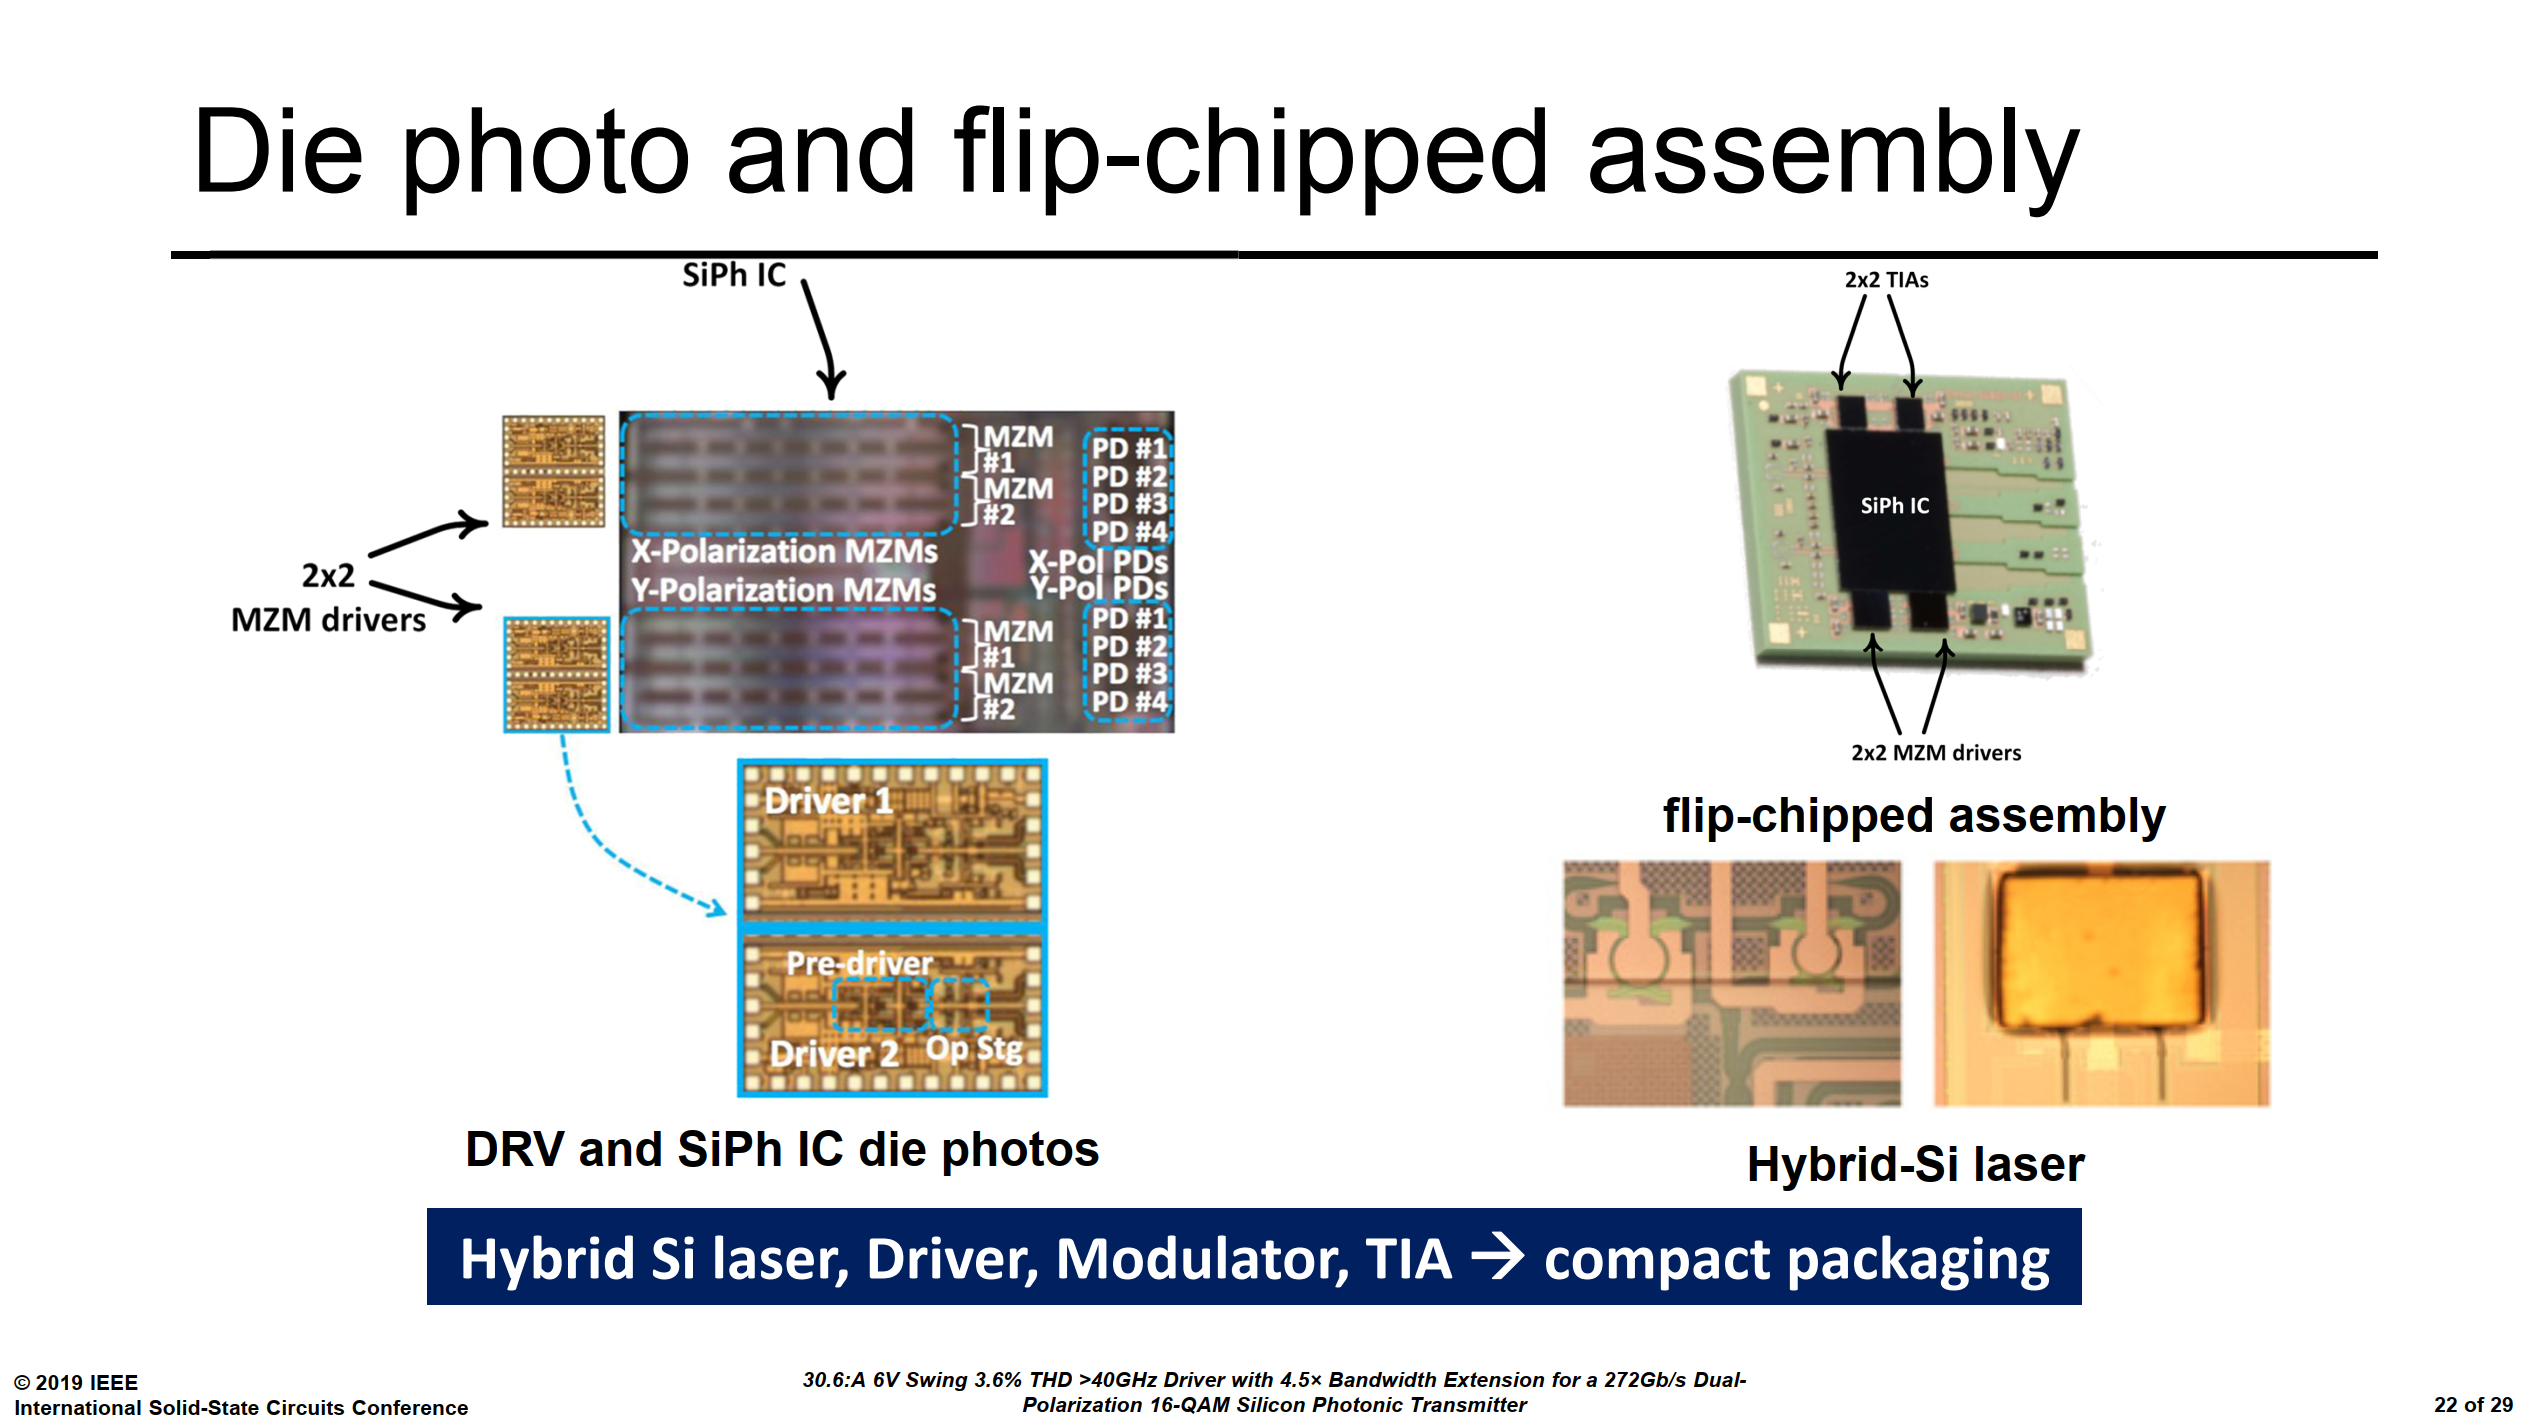 Die photo and flip-chipped assembly
SiPh IC
2x2
MZM drivers
MZM
#1
MZM
#2
PD #1
PD #2
PD #3
PD #4
X-Polarization MZMs
X-Pol PDs
Y-Polarization MZMs
Y-Pol PDs
MZM
#1
MZM
#2
PD #1
PD #2
PD #3
PD #4
Driver 1
Pre-driver
Driver 2
Op Stg
DRV and SiPh IC die photos
2x2 TIAs
SiPh IC
2x2 MZM drivers
flip-chipped assembly
Hybrid-Si laser
Hybrid Si laser, Driver, Modulator, TIA → compact packaging
© 2019 IEEE
International Solid-State Circuits Conference
30.6:A 6V Swing 3.6% THD >40GHz Driver with 4.5× Bandwidth Extension for a 272Gb/s Dual-
Polarization 16-QAM Silicon Photonic Transmitter
22 of 29